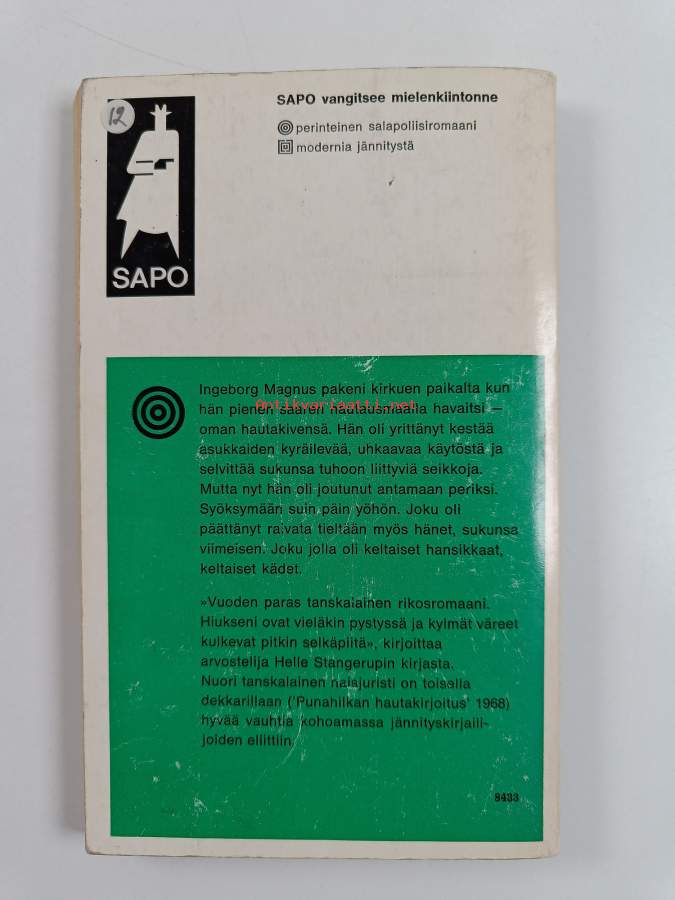 12
SAPO
SAPO vangitsee mielenkiintonne
perinteinen salapoliisiromaani
modernia jännitystä
Ingeborg Magnus pakeni kirkuen paikalta kun
Antikvariaatti.net
hän pienen saaren hautausmaalla havaitsi —
oman hautakivensä. Hän oli yrittänyt kestää
asukkaiden kyräilevää, uhkaavaa käytöstä ja
selvittää sukunsa tuhoon liittyviä seikkoja.
Mutta nyt hän oli joutunut antamaan periksi.
Syöksymään suin päin yöhön. Joku oli
päättänyt raivata tieltään myös hänet, sukunsa
viimeisen. Joku jolla oli keltaiset hansikkaat,
keltaiset kädet.
»Vuoden paras tanskalainen rikosromaani.
Hiukseni ovat vieläkin pystyssä ja kylmät väreet
kulkevat pitkin selkäpiitä», kirjoittaa
arvostelija Helle Stangerupin kirjasta.
Nuori tanskalainen naisjuristi on toisella
dekkarillaan ('Punahilkan hautakirjoitus' 1968)
hyvää vauhtia kohoamassa jännityskirjaili-
joiden eliittiin.
8433